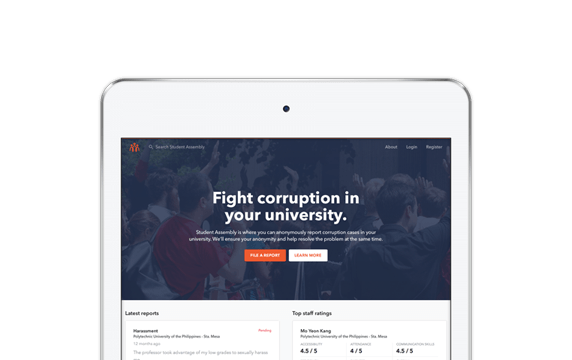 Search Student Assembly
About Login Register
Fight corruption in
your university.
Student Assembly is where you can anonymously report corruption cases in your
university. We'll ensure your anonymity and help resolve the problem at the same time.
FILE A REPORT LEARN MORE
Latest reports
Top staff ratings
Harassment Pending
Polytechnic University of the Philippines - Sta. Mesa
12 months ago
The professor took advantage of my low grades to sexually harass
Mo Yeon Kang
Polytechnic University of the Philippines - Sta. Mesa
ACCESSIBILITY ATTENDANCE COMMUNICATION SKILLS
4.5 / 5 4 / 5 4.5 / 5